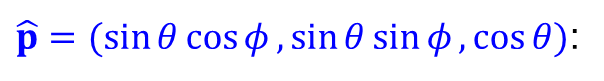 p̂ = (sin θ cos ϕ , sin θ sin ϕ , cos θ):